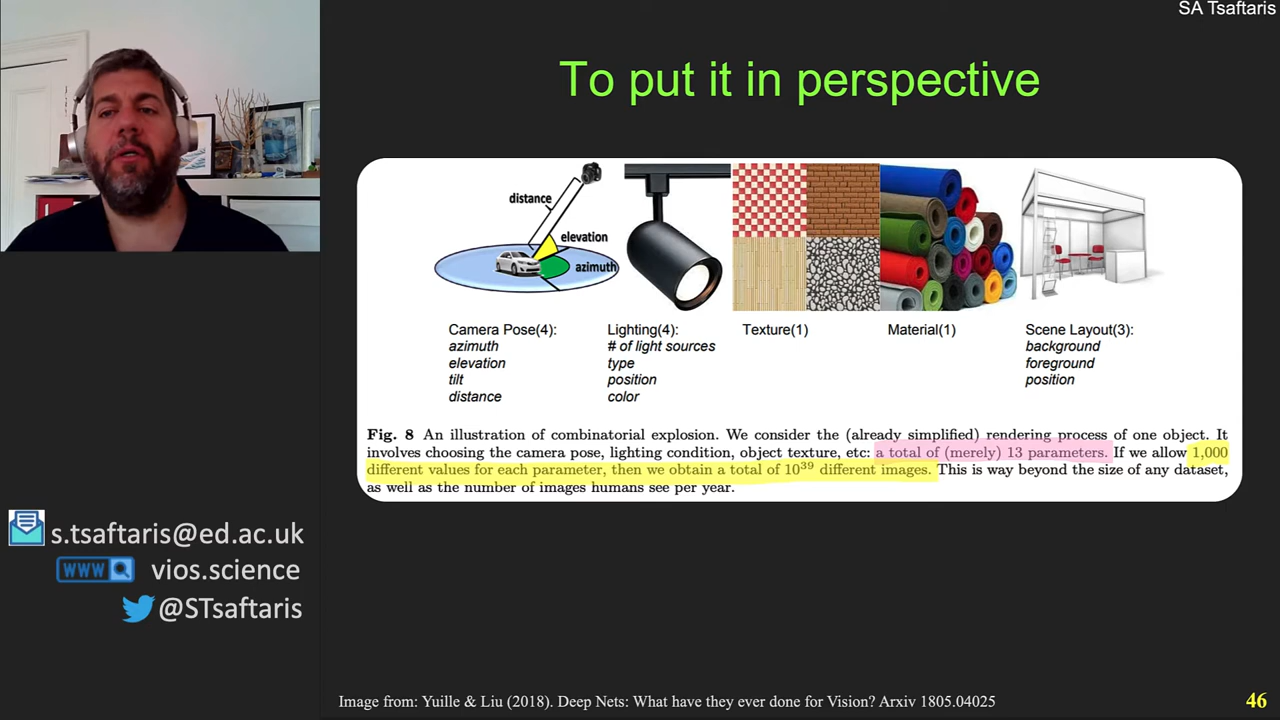 SA Tsaftaris
To put it in perspective
distance
elevation
azimuth
Camera Pose(4):
azimuth
elevation
tilt
distance
Lighting(4):
# of light sources
type
position
color
Texture(1)
Material(1)
Scene Layout(3):
background
foreground
position
Fig. 8 An illustration of combinatorial explosion. We consider the (already simplified) rendering process of one object. It
involves choosing the camera pose, lighting condition, object texture, etc: a total of (merely) 13 parameters. If we allow 1,000
different values for each parameter, then we obtain a total of 10³⁹ different images. This is way beyond the size of any dataset,
as well as the number of images humans see per year.
s.tsaftaris@ed.ac.uk
WWW vios.science
@STsaftaris
Image from: Yuille & Liu (2018). Deep Nets: What have they ever done for Vision? Arxiv 1805.04025
46